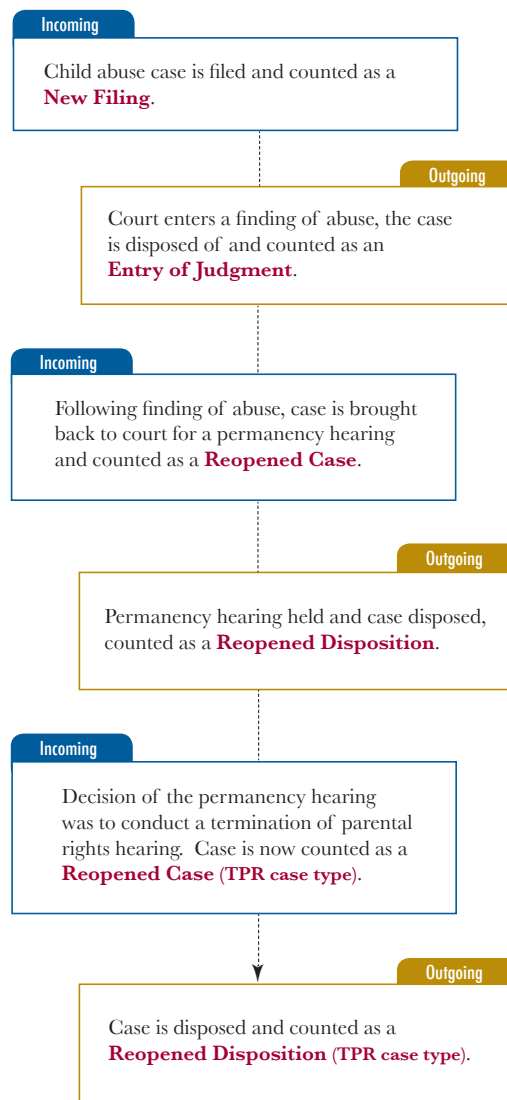 Incoming
Child abuse case is filed and counted as a
New Filing.
Outgoing
Court enters a finding of abuse, the case
is disposed of and counted as an
Entry of Judgment.
Incoming
Following finding of abuse, case is brought
back to court for a permanency hearing
and counted as a Reopened Case.
Outgoing
Permanency hearing held and case disposed,
counted as a Reopened Disposition.
Incoming
Decision of the permanency hearing
was to conduct a termination of parental
rights hearing. Case is now counted as a
Reopened Case (TPR case type).
Outgoing
Case is disposed and counted as a
Reopened Disposition (TPR case type).